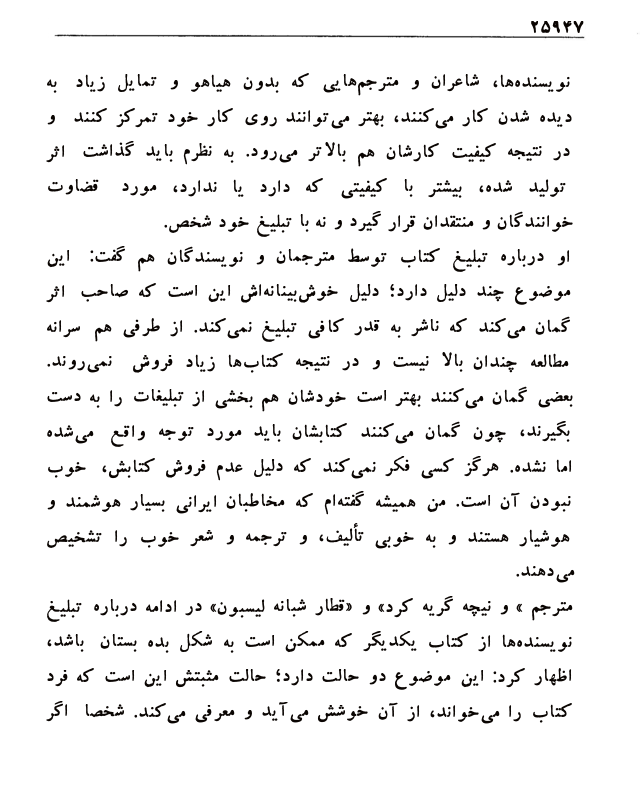 ۲۵۹۴۷
نویسنده‌ها، شاعران و مترجم‌هایی که بدون هیاهو و تمایل زیاد به
دیده شدن کار می‌کنند، بهتر می‌توانند روی کار خود تمرکز کنند و
در نتیجه کیفیت کارشان هم بالاتر می‌رود. به نظرم باید گذاشت اثر
تولید شده، بیشتر با کیفیتی که دارد یا ندارد، مورد قضاوت
خوانندگان و منتقدان قرار گیرد و نه با تبلیغ خود شخص.
او درباره تبلیغ کتاب توسط مترجمان و نویسندگان هم گفت: این
موضوع چند دلیل دارد؛ دلیل خوش‌بینانه‌اش این است که صاحب اثر
گمان می‌کند که ناشر به قدر کافی تبلیغ نمی‌کند. از طرفی هم سرانه
مطالعه چندان بالا نیست و در نتیجه کتاب‌ها زیاد فروش نمی‌روند.
بعضی گمان می‌کنند بهتر است خودشان هم بخشی از تبلیغات را به دست
بگیرند، چون گمان می‌کنند کتابشان باید مورد توجه واقع می‌شده
اما نشده. هرگز کسی فکر نمی‌کند که دلیل عدم فروش کتابش، خوب
نبودن آن است. من همیشه گفته‌ام که مخاطبان ایرانی بسیار هوشمند و
هوشیار هستند و به خوبی تألیف، و ترجمه و شعر خوب را تشخیص
می‌دهند.
مترجم » و نیچه گریه کرد» و «قطار شبانه لیسبون» در ادامه درباره تبلیغ
نویسنده‌ها از کتاب یکدیگر که ممکن است به شکل بده بستان باشد،
اظهار کرد: این موضوع دو حالت دارد؛ حالت مثبتش این است که فرد
کتاب را می‌خواند، از آن خوشش می‌آید و معرفی می‌کند. شخصا اگر